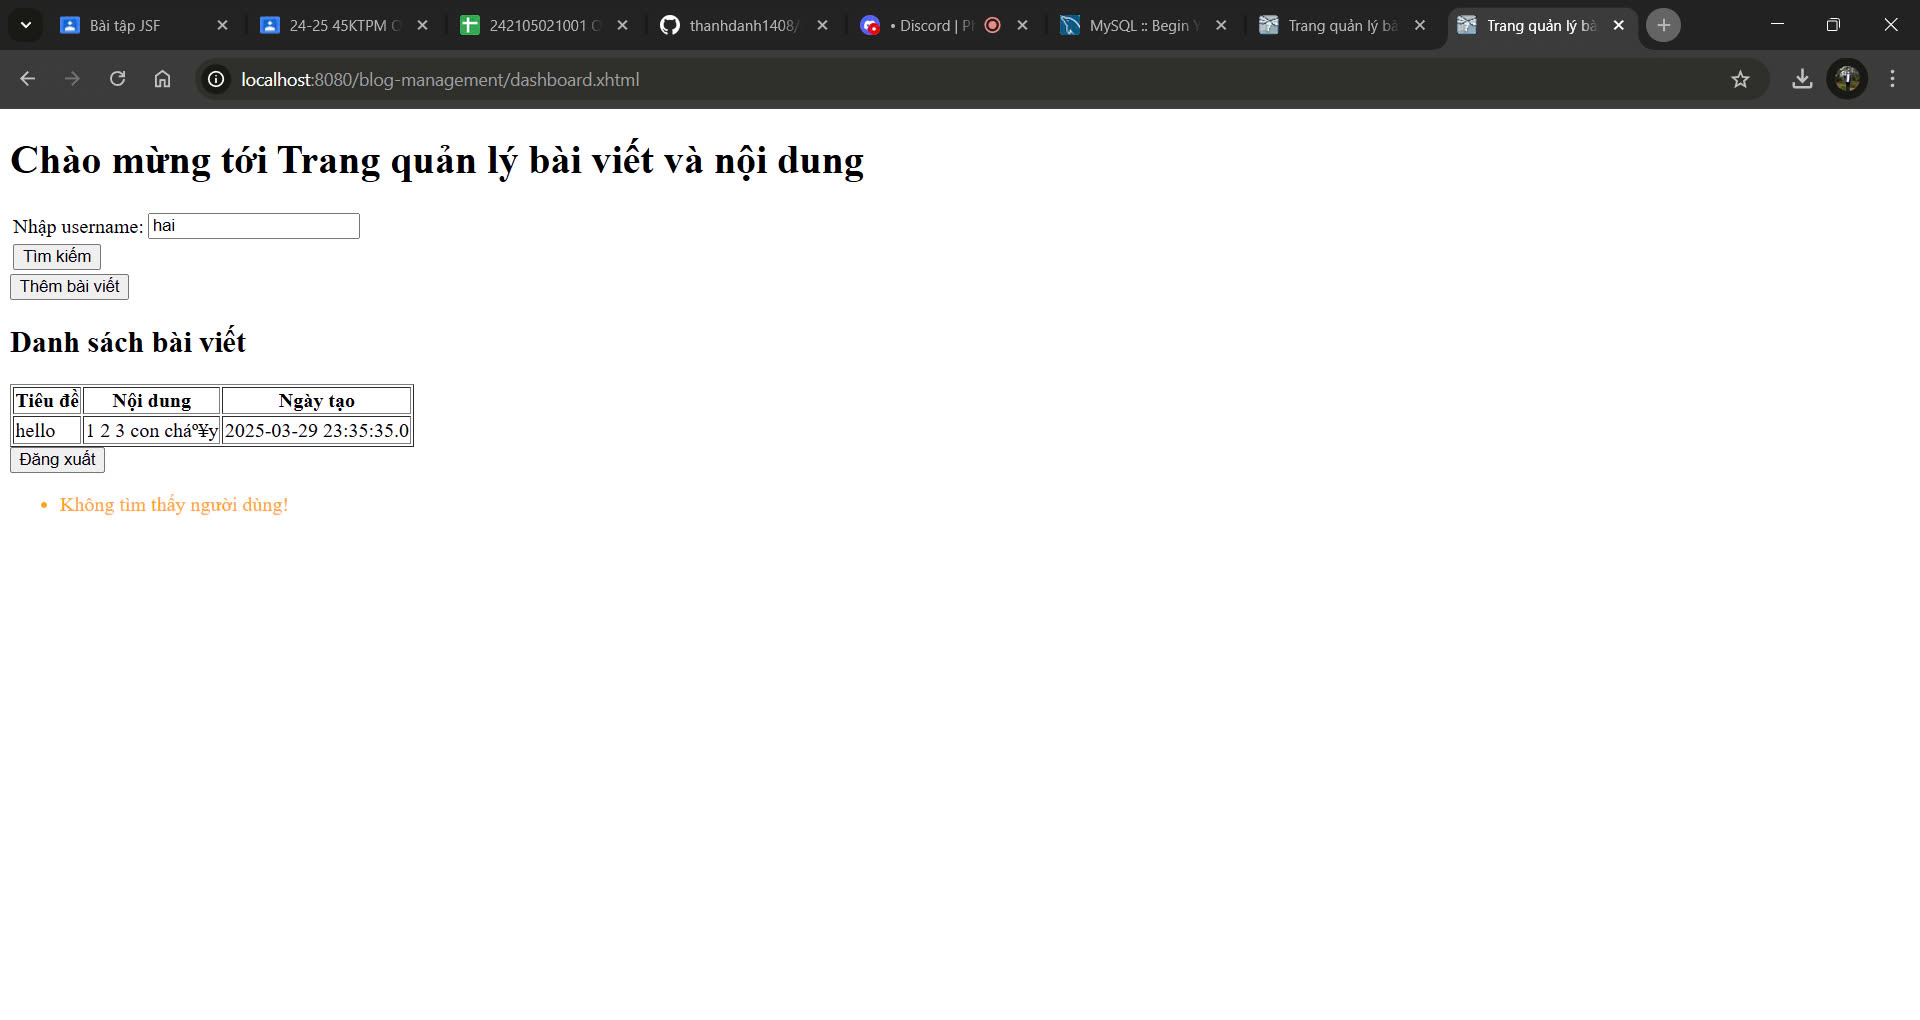 Bài tập JSF
24-25 45KTPM
242105021001
thanhdanh1408/
• Discord |
MySQL :: Begin
Trang quản lý bà
Trang quản lý bà
localhost:8080/blog-management/dashboard.xhtml
Chào mừng tới Trang quản lý bài viết và nội dung
Nhập username: hai
Tìm kiếm
Thêm bài viết
Danh sách bài viết
Tiêu đề Nội dung Ngày tạo
hello 1 2 3 con cháº¥y 2025-03-29 23:35:35.0
Đăng xuất
• Không tìm thấy người dùng!